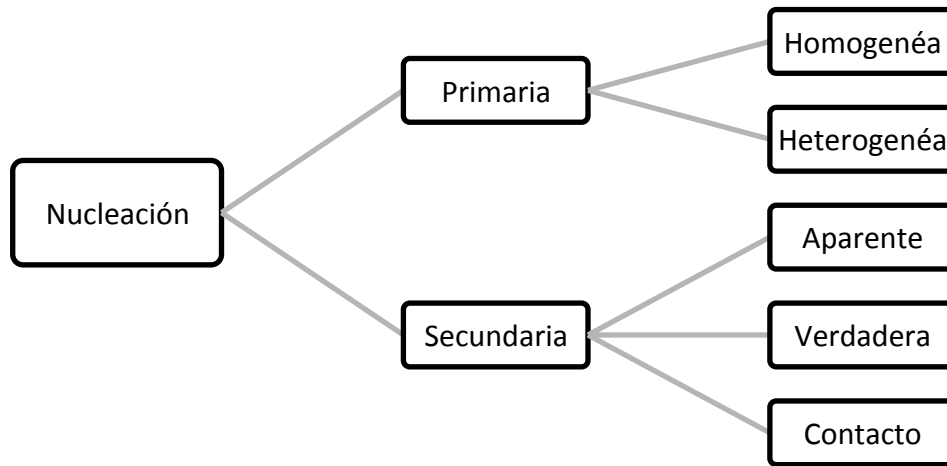 Nucleación
Primaria
Homogenéa
Heterogenéa
Secundaria
Aparente
Verdadera
Contacto